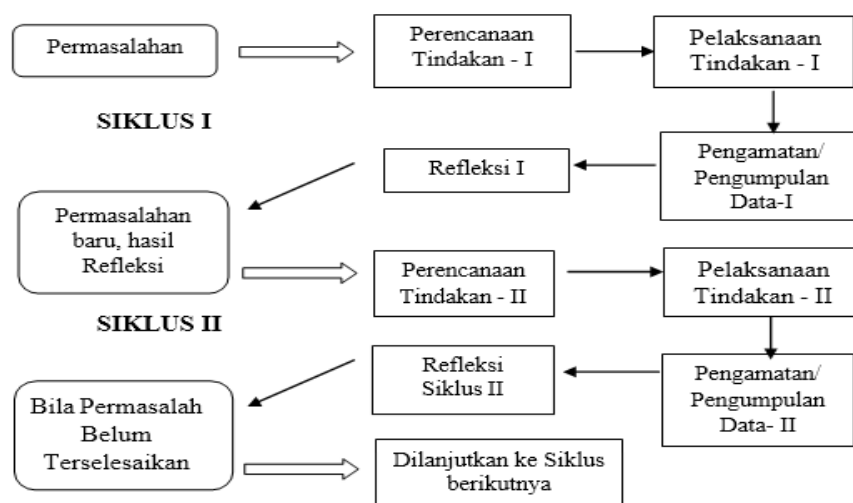 Permasalahan
Perencanaan
Tindakan - I
Pelaksanaan
Tindakan - I
SIKLUS I
Refleksi I
Pengamatan/
Pengumpulan
Data-I
Permasalahan
baru, hasil
Refleksi
Perencanaan
Tindakan - II
Pelaksanaan
Tindakan - II
SIKLUS II
Refleksi
Siklus II
Pengamatan/
Pengumpulan
Data- II
Bila Permasalah
Belum
Terselesaikan
Dilanjutkan ke Siklus
berikutnya